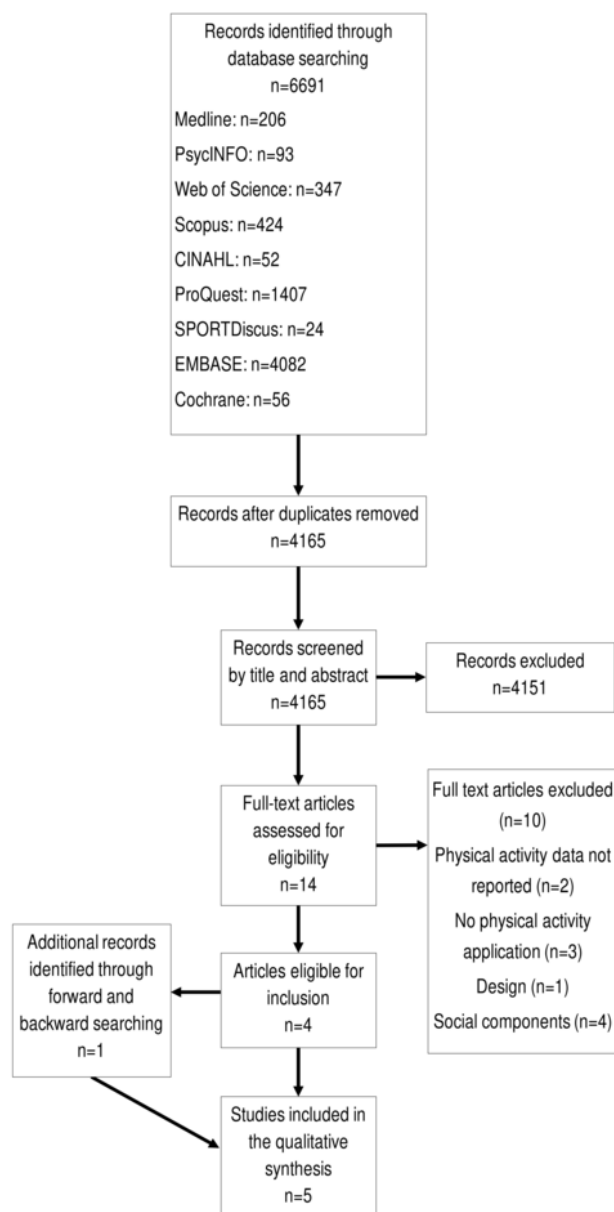 Records identified through
database searching
n=6691
Medline: n=206
PsycINFO: n=93
Web of Science: n=347
Scopus: n=424
CINAHL: n=52
ProQuest: n=1407
SPORTDiscus: n=24
EMBASE: n=4082
Cochrane: n=56
Records after duplicates removed
n=4165
Records screened
by title and abstract
n=4165
Records excluded
n=4151
Full-text articles
assessed for
eligibility
n=14
Full text articles excluded
(n=10)
Physical activity data not
reported (n=2)
No physical activity
application (n=3)
Design (n=1)
Social components (n=4)
Articles eligible for
inclusion
n=4
Additional records
identified through
forward and
backward searching
n=1
Studies included in
the qualitative
synthesis
n=5